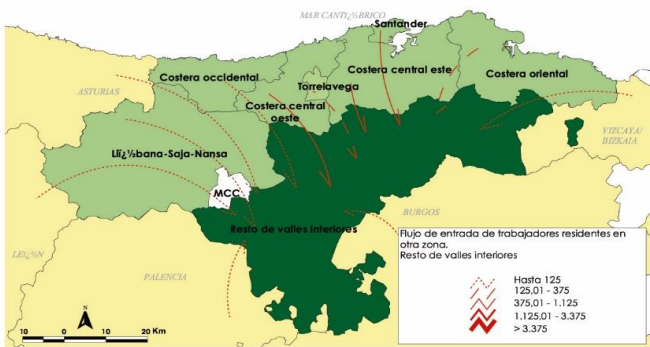 MAR CANTï¿½BRICO
Santander
Costera occidental
Costera central este
Costera oriental
Torrelavega
ASTURIAS
Costera central
oeste
VIZCAYA/
BIZKAIA
Lï¿½bana-Saja-Nansa
MCC
BURGOS
Resto de valles interiores
LEï¿½N
PALENCIA
Flujo de entrada de trabajadores residentes en
otra zona.
Resto de valles interiores
Hasta 125
125,01 - 375
375,01 - 1.125
1,125,01 - 3.375
> 3.375
N
10 0 10 20 Km